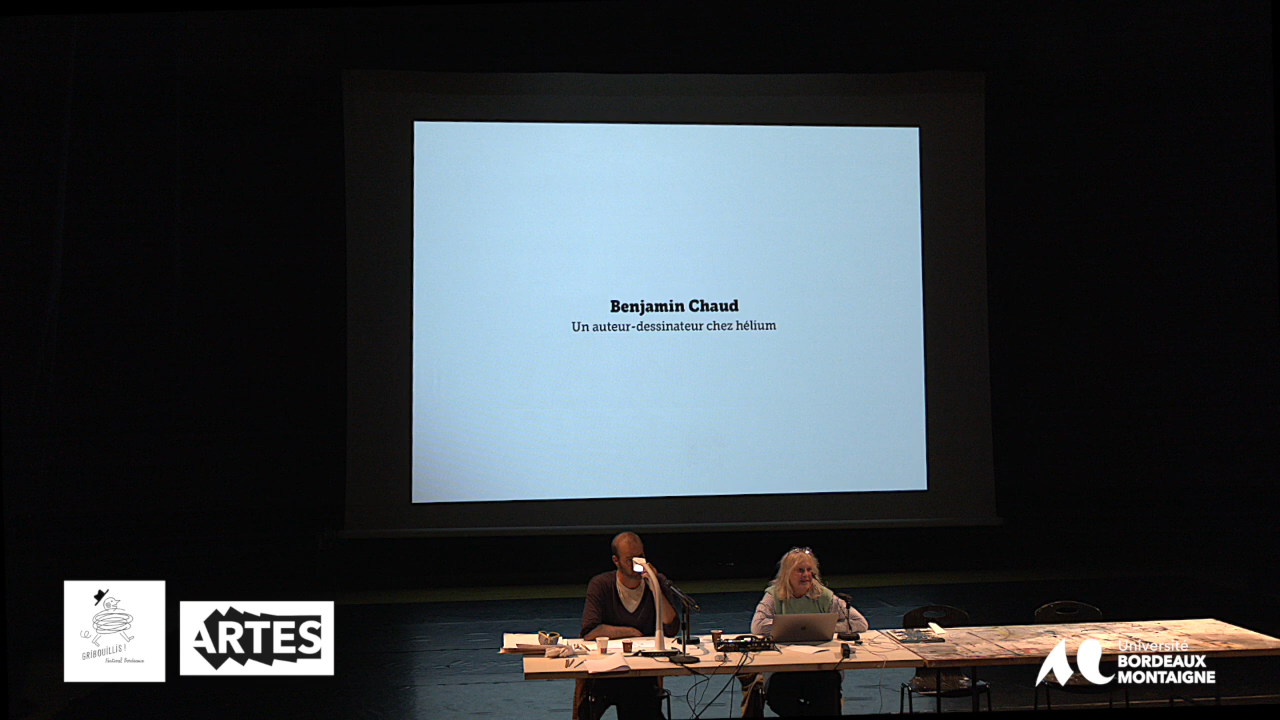 Benjamin Chaud
Un auteur-dessinateur chez hélium
GRIBOUILLIS!
Festival Bordeaux
ARTES
Université
BORDEAUX
MONTAIGNE